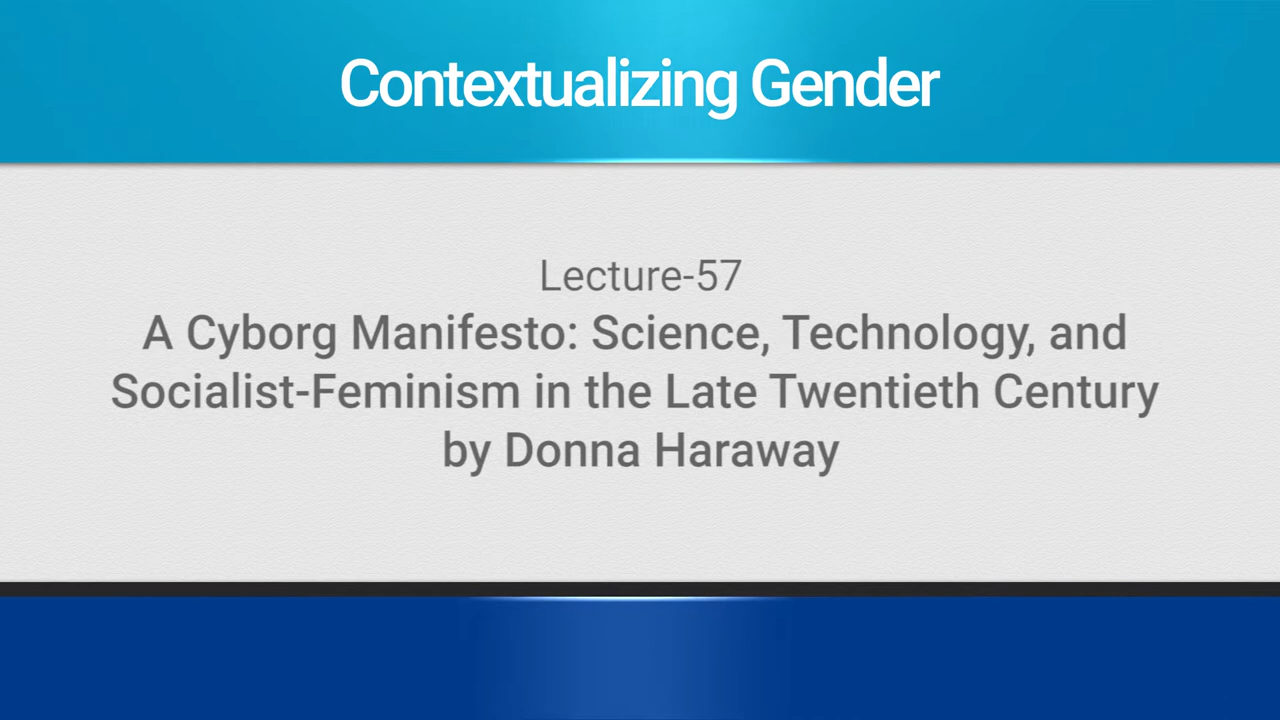 Contextualizing Gender
Lecture-57
A Cyborg Manifesto: Science, Technology, and
Socialist-Feminism in the Late Twentieth Century
by Donna Haraway